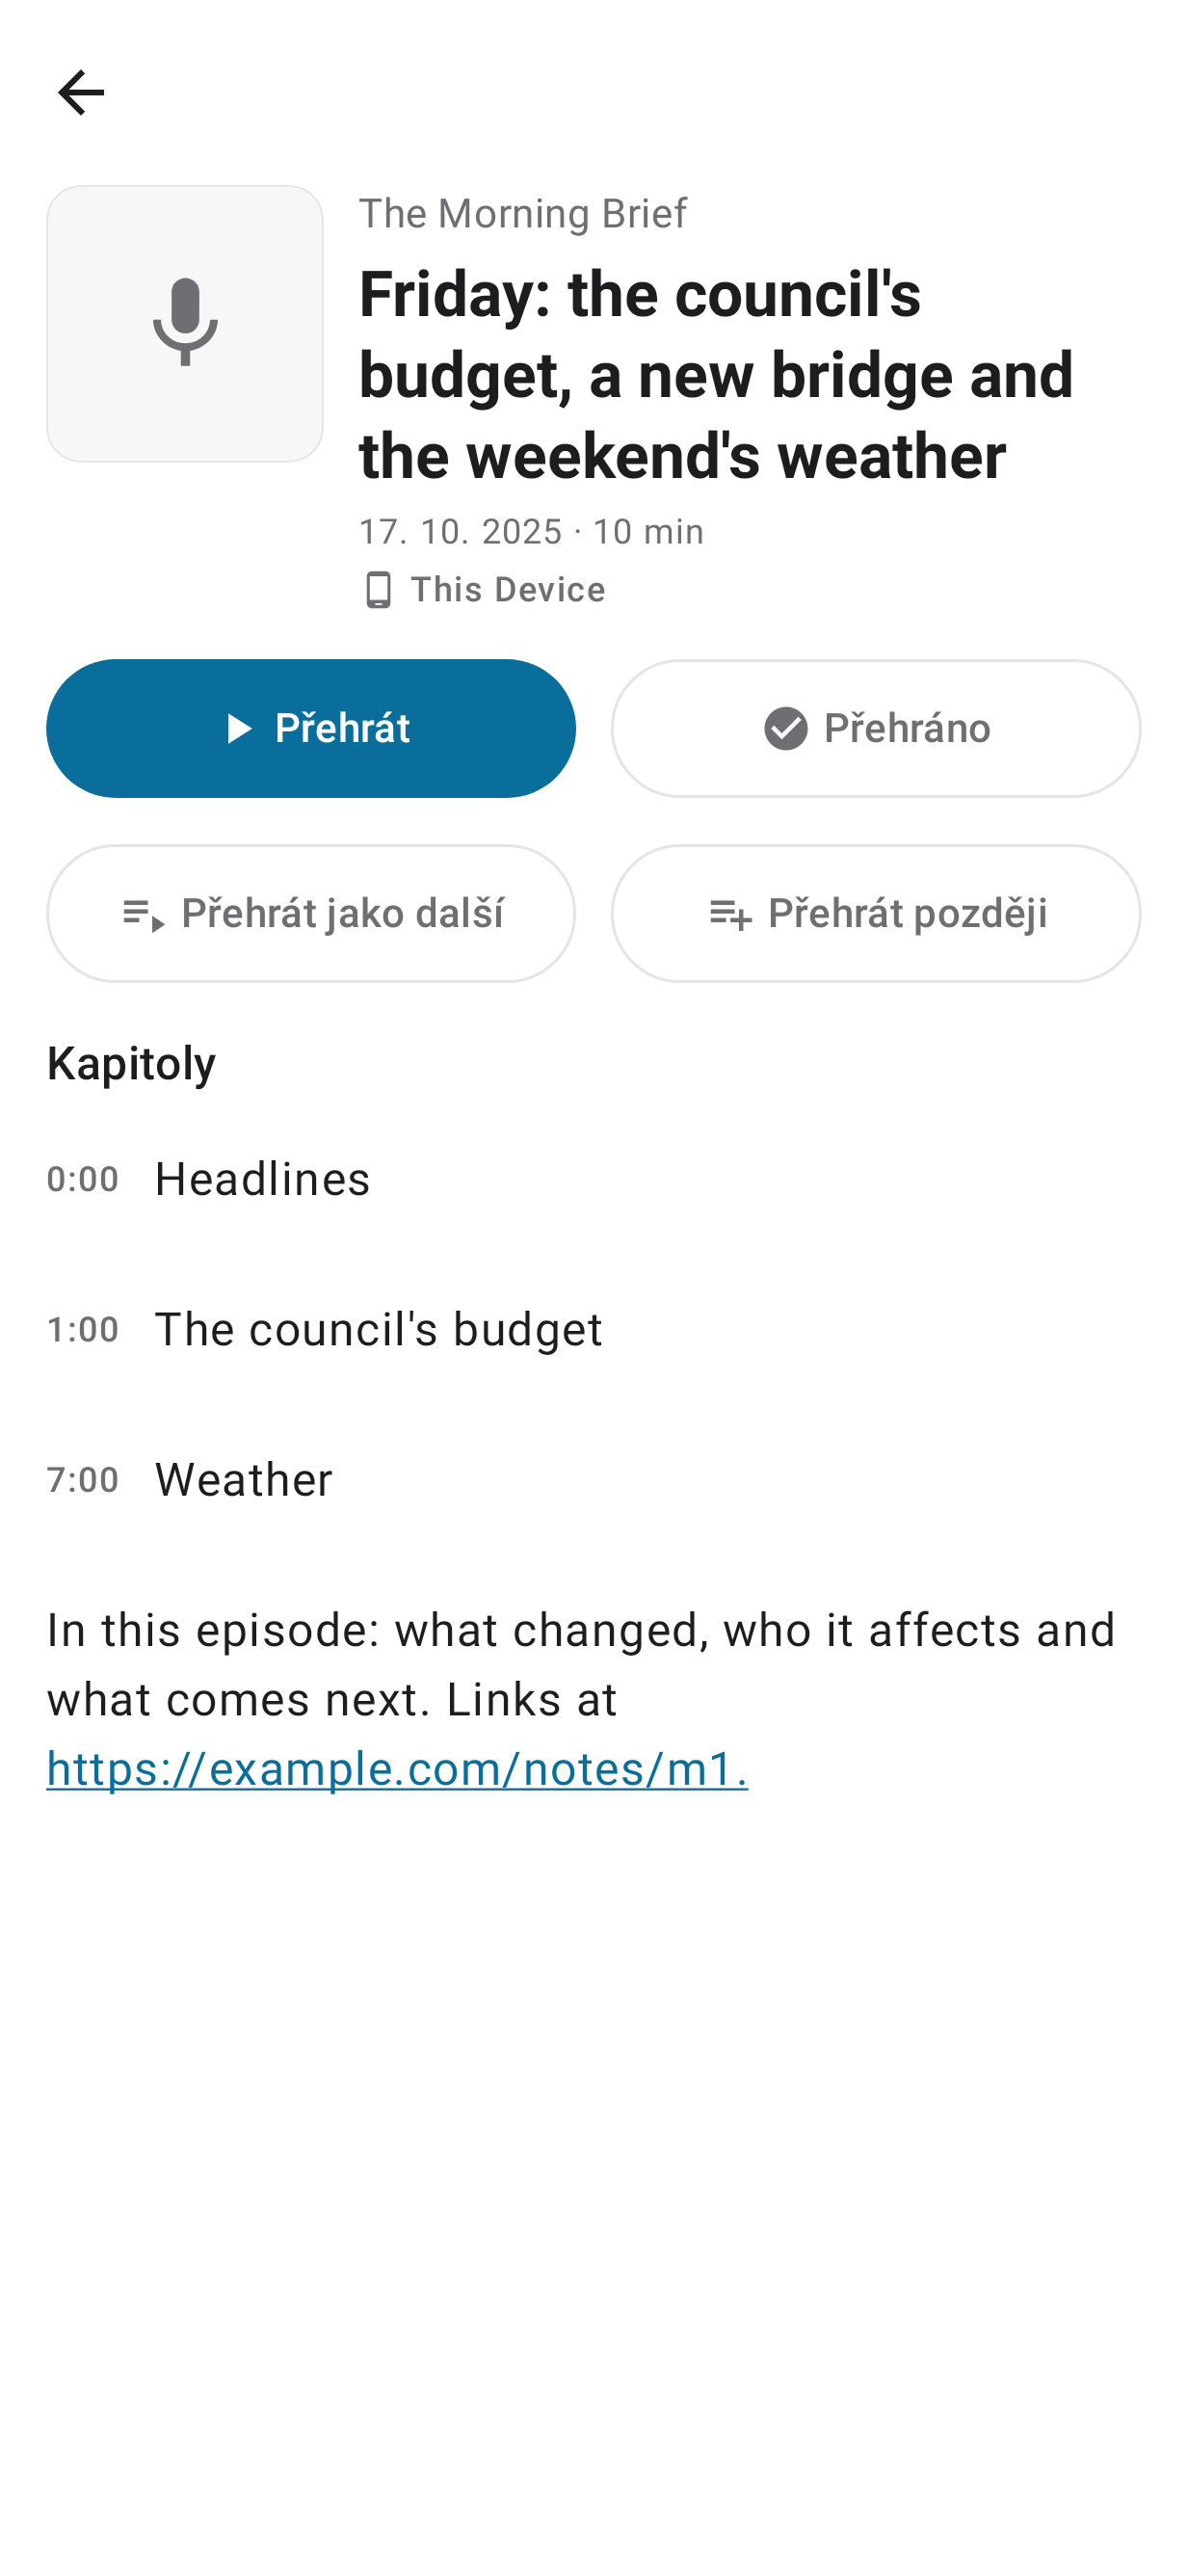 The Morning Brief
Friday: the council's
budget, a new bridge and
the weekend's weather
17. 10. 2025 · 10 min
This Device
Přehrát
Přehráno
Přehrát jako další
Přehrát později
Kapitoly
0:00 Headlines
1:00 The council's budget
7:00 Weather
In this episode: what changed, who it affects and
what comes next. Links at
https://example.com/notes/m1.